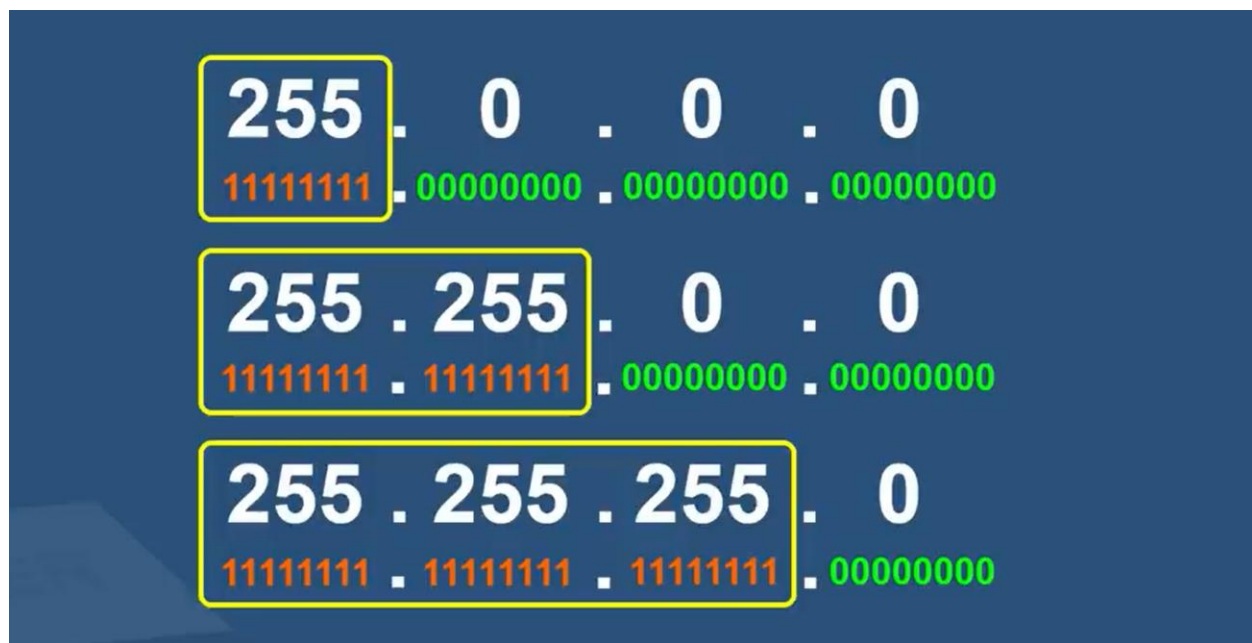 255 . 0 . 0 . 0
11111111 . 00000000 . 00000000 . 00000000
255 . 255 . 0 . 0
11111111 . 11111111 . 00000000 . 00000000
255 . 255 . 255 . 0
11111111 . 11111111 . 11111111 . 00000000